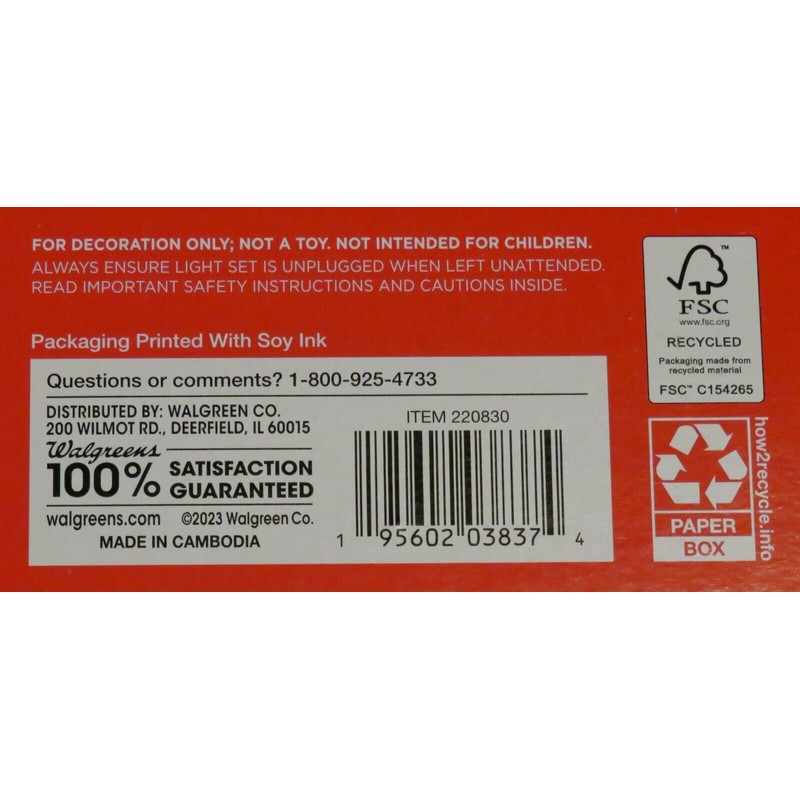 FOR DECORATION ONLY; NOT A TOY. NOT INTENDED FOR CHILDREN.
ALWAYS ENSURE LIGHT SET IS UNPLUGGED WHEN LEFT UNATTENDED.
READ IMPORTANT SAFETY INSTRUCTIONS AND CAUTIONS INSIDE.
Packaging Printed With Soy Ink
Questions or comments? 1-800-925-4733
DISTRIBUTED BY: WALGREEN CO.
200 WILMOT RD., DEERFIELD, IL 60015
Walgreens
100% SATISFACTION
GUARANTEED
walgreens.com ©2023 Walgreen Co.
MADE IN CAMBODIA
ITEM 220830
1 95602 03837 4
™
FSC
www.fsc.org
RECYCLED
Packaging made from
recycled material
FSC™ C154265
PAPER
BOX
how2recycle.info